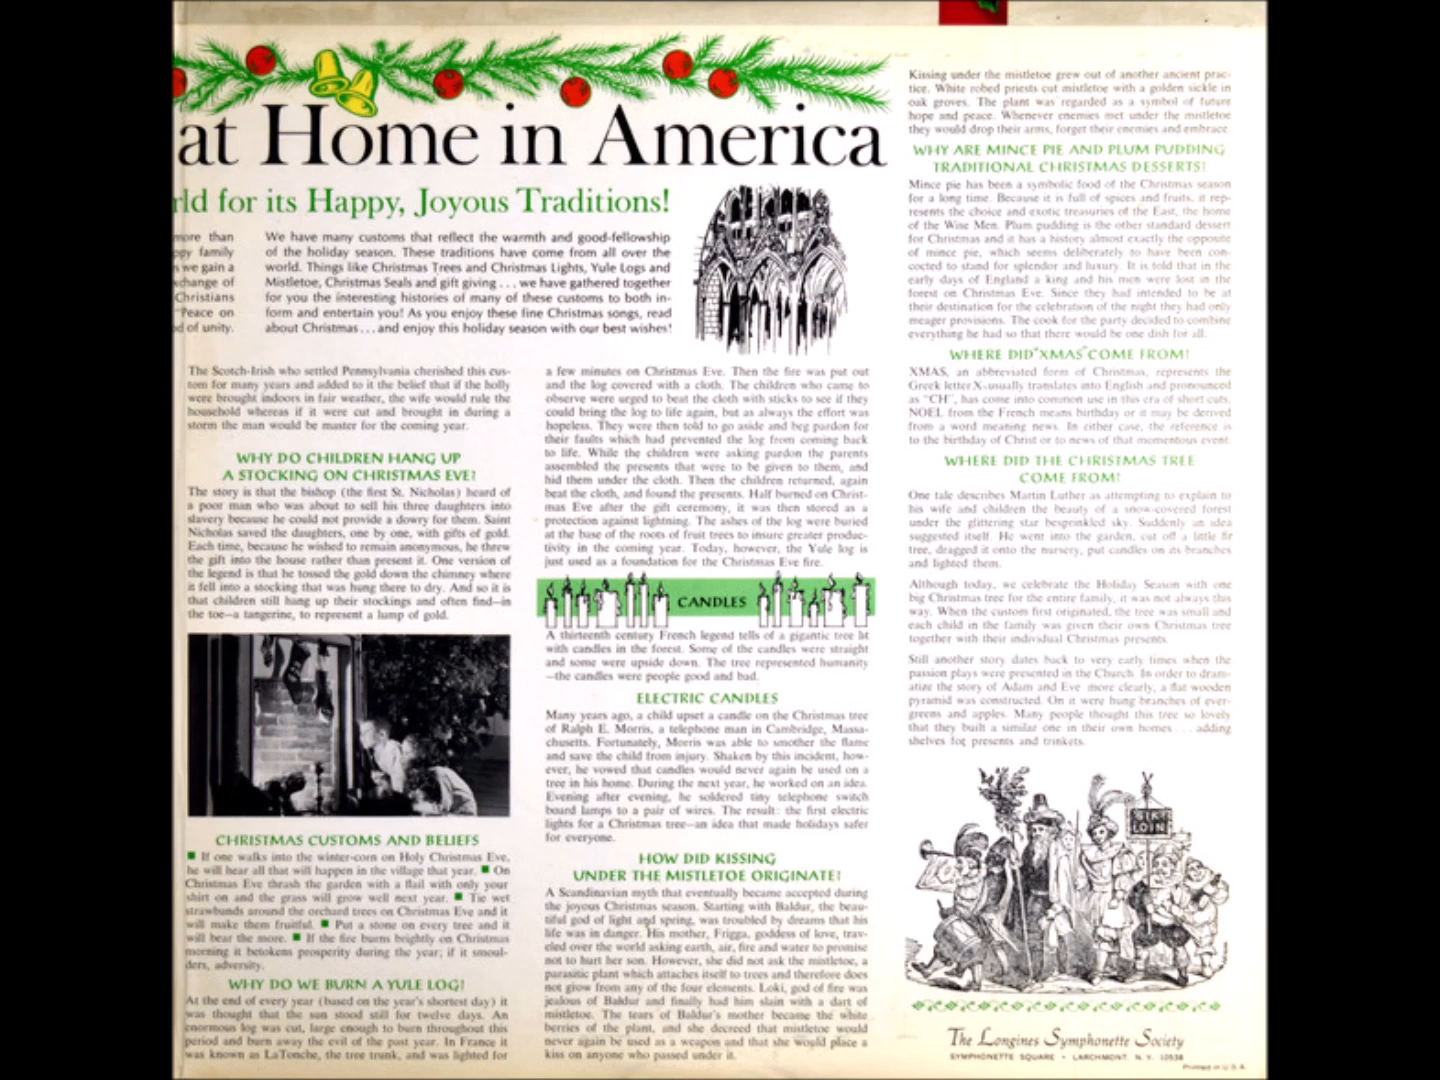 at Home in America
rld for its Happy, Joyous Traditions!
more than
ppy family
s we gain a
xchange of
Christians
"Peace on
od of unity.
We have many customs that reflect the warmth and good-fellowship
of the holiday season. These traditions have come from all over the
world. Things like Christmas Trees and Christmas Lights, Yule Logs and
Mistletoe, Christmas Seals and gift giving . . . we have gathered together
for you the interesting histories of many of these customs to both in-
form and entertain you! As you enjoy these fine Christmas songs, read
about Christmas . . . and enjoy this holiday season with our best wishes!
The Scotch-Irish who settled Pennsylvania cherished this cus-
tom for many years and added to it the belief that if the holly
were brought indoors in fair weather, the wife would rule the
household whereas if it were cut and brought in during a
storm the man would be master for the coming year.
WHY DO CHILDREN HANG UP
A STOCKING ON CHRISTMAS EVE?
The story is that the bishop (the first St. Nicholas) heard of
a poor man who was about to sell his three daughters into
slavery because he could not provide a dowry for them. Saint
Nicholas saved the daughters, one by one, with gifts of gold.
Each time, because he wished to remain anonymous, he threw
the gift into the house rather than present it. One version of
the legend is that he tossed the gold down the chimney where
it fell into a stocking that was hung there to dry. And so it is
that children still hang up their stockings and often find—in
the toe—a tangerine, to represent a lump of gold.
CHRISTMAS CUSTOMS AND BELIEFS
■ If one walks into the winter-corn on Holy Christmas Eve,
he will hear all that will happen in the village that year. ■ On
Christmas Eve thrash the garden with a flail with only your
shirt on and the grass will grow well next year. ■ Tie wet
strawbands around the orchard trees on Christmas Eve and it
will make them fruitful. ■ Put a stone on every tree and it
will bear the more. ■ If the fire burns brightly on Christmas
morning it betokens prosperity during the year; if it smoul-
ders, adversity.
WHY DO WE BURN A YULE LOG?
At the end of every year (based on the year's shortest day) it
was thought that the sun stood still for twelve days. An
enormous log was cut, large enough to burn throughout this
period and burn away the evil of the past year. In France it
was known as LaTonche, the tree trunk, and was lighted for
a few minutes on Christmas Eve. Then the fire was put out
and the log covered with a cloth. The children who came to
observe were urged to beat the cloth with sticks to see if they
could bring the log to life again, but as always the effort was
hopeless. They were then told to go aside and beg pardon for
their faults which had prevented the log from coming back
to life. While the children were asking pardon the parents
assembled the presents that were to be given to them, and
hid them under the cloth. Then the children returned, again
beat the cloth, and found the presents. Half burned on Christ-
mas Eve after the gift ceremony, it was then stored as a
protection against lightning. The ashes of the log were buried
at the base of the roots of fruit trees to insure greater produc-
tivity in the coming year. Today, however, the Yule log is
just used as a foundation for the Christmas Eve fire.
CANDLES
A thirteenth century French legend tells of a gigantic tree lit
with candles in the forest. Some of the candles were straight
and some were upside down. The tree represented humanity
—the candles were people good and bad.
ELECTRIC CANDLES
Many years ago, a child upset a candle on the Christmas tree
of Ralph E. Morris, a telephone man in Cambridge, Massa-
chusetts. Fortunately, Morris was able to smother the flame
and save the child from injury. Shaken by this incident, how-
ever, he vowed that candles would never again be used on a
tree in his home. During the next year, he worked on an idea.
Evening after evening, he soldered tiny telephone switch
board lamps to a pair of wires. The result: the first electric
lights for a Christmas tree—an idea that made holidays safer
for everyone.
HOW DID KISSING
UNDER THE MISTLETOE ORIGINATE?
A Scandinavian myth that eventually became accepted during
the joyous Christmas season. Starting with Baldur, the beau-
tiful god of light and spring, was troubled by dreams that his
life was in danger. His mother, Frigga, goddess of love, trav-
eled over the world asking earth, air, fire and water to promise
not to hurt her son. However, she did not ask the mistletoe, a
parasitic plant which attaches itself to trees and therefore does
not grow from any of the four elements. Loki, god of fire was
jealous of Baldur and finally had him slain with a dart of
mistletoe. The tears of Baldur's mother became the white
berries of the plant, and she decreed that mistletoe would
never again be used as a weapon and that she would place a
kiss on anyone who passed under it.
Kissing under the mistletoe grew out of another ancient prac-
tice. White robed priests cut mistletoe with a golden sickle in
oak groves. The plant was regarded as a symbol of future
hope and peace. Whenever enemies met under the mistletoe
they would drop their arms, forget their enemies and embrace.
WHY ARE MINCE PIE AND PLUM PUDDING
TRADITIONAL CHRISTMAS DESSERTS?
Mince pie has been a symbolic food of the Christmas season
for a long time. Because it is full of spices and fruits, it rep-
resents the choice and exotic treasuries of the East, the home
of the Wise Men. Plum pudding is the other standard dessert
for Christmas and it has a history almost exactly the opposite
of mince pie, which seems deliberately to have been con-
cocted to stand for splendor and luxury. It is told that in the
early days of England a king and his men were lost in the
forest on Christmas Eve. Since they had intended to be at
their destination for the celebration of the night they had only
meager provisions. The cook for the party decided to combine
everything he had so that there would be one dish for all.
WHERE DID "XMAS" COME FROM?
XMAS, an abbreviated form of Christmas, represents the
Greek letter X-usually translates into English and pronounced
as "CH", has come into common use in this era of short cuts.
NOEL from the French means birthday or it may be derived
from a word meaning news. In either case, the reference is
to the birthday of Christ or to news of that momentous event.
WHERE DID THE CHRISTMAS TREE
COME FROM?
One tale describes Martin Luther as attempting to explain to
his wife and children the beauty of a snow-covered forest
under the glittering star besprinkled sky. Suddenly an idea
suggested itself. He went into the garden, cut off a little fir
tree, dragged it onto the nursery, put candles on its branches
and lighted them.
Although today, we celebrate the Holiday Season with one
big Christmas tree for the entire family, it was not always this
way. When the custom first originated, the tree was small and
each child in the family was given their own Christmas tree
together with their individual Christmas presents.
Still another story dates back to very early times when the
passion plays were presented in the Church. In order to dram-
atize the story of Adam and Eve more clearly, a flat wooden
pyramid was constructed. On it were hung branches of ever-
greens and apples. Many people thought this tree so lovely
that they built a similar one in their own homes . . . adding
shelves for presents and trinkets.
SIR
LOIN
The Longines Symphonette Society
SYMPHONETTE SQUARE • LARCHMONT, N. Y. 10538
Printed in U.S.A.